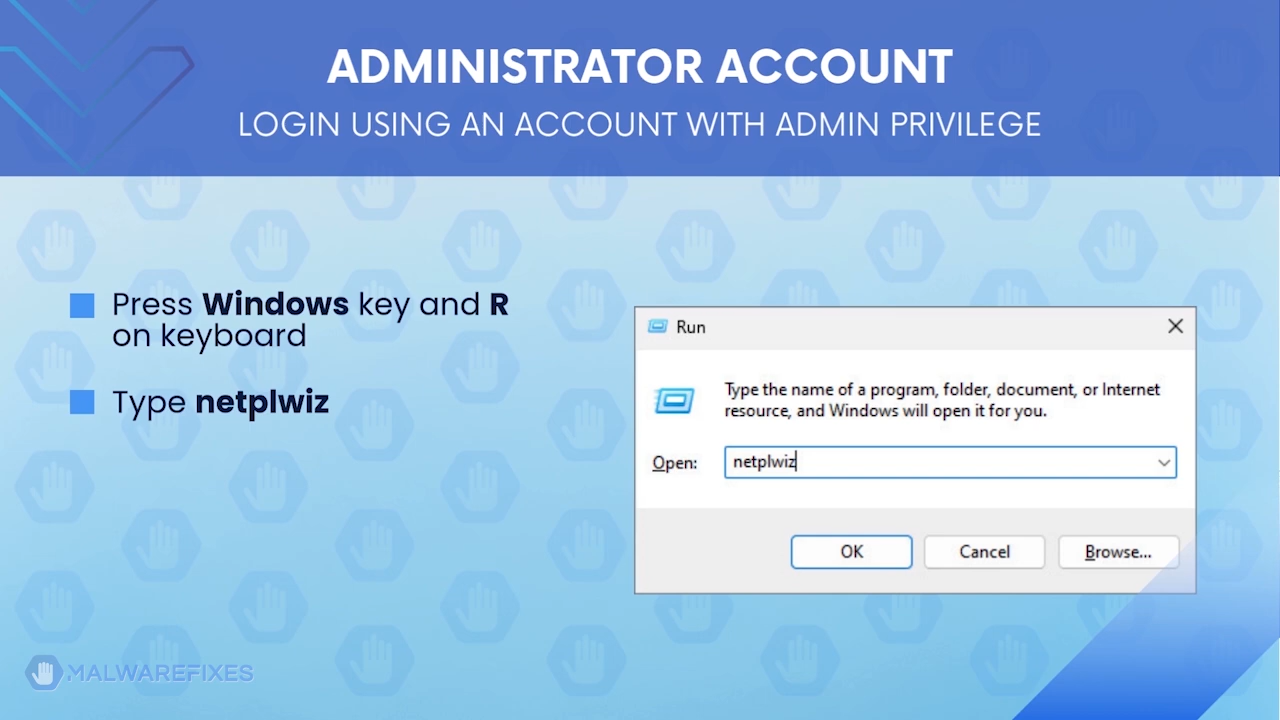 ADMINISTRATOR ACCOUNT
LOGIN USING AN ACCOUNT WITH ADMIN PRIVILEGE
Press Windows key and R
on keyboard
Type netplwiz
Run
Type the name of a program, folder, document, or Internet
resource, and Windows will open it for you.
Open: netplwiz
OK Cancel Browse...
MALWAREFIXES